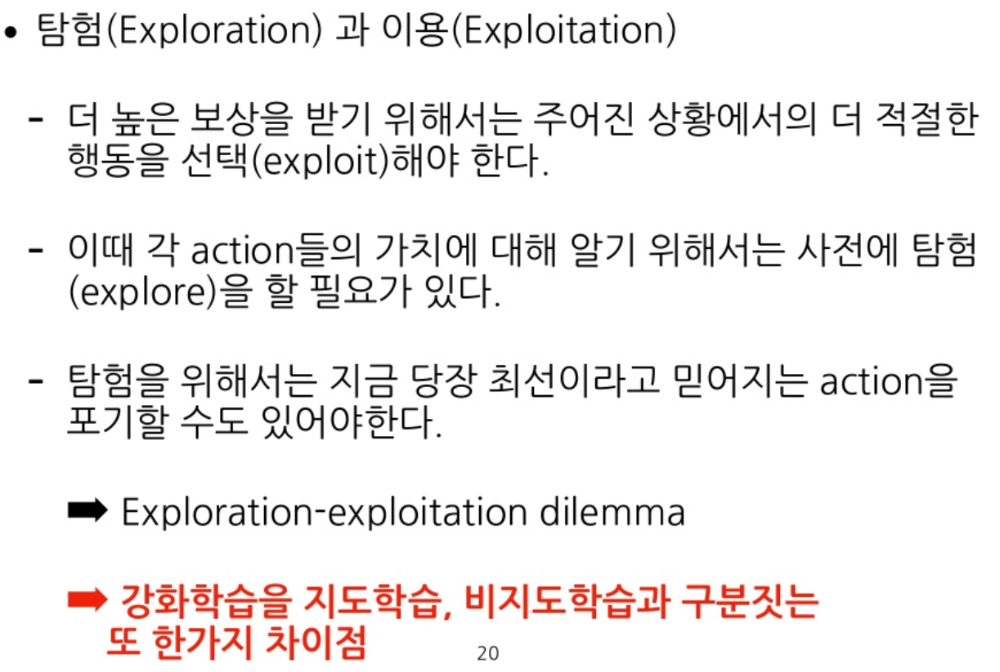 • 탐험(Exploration) 과 이용(Exploitation)
- 더 높은 보상을 받기 위해서는 주어진 상황에서의 더 적절한
행동을 선택(exploit)해야 한다.
- 이때 각 action들의 가치에 대해 알기 위해서는 사전에 탐험
(explore)을 할 필요가 있다.
- 탐험을 위해서는 지금 당장 최선이라고 믿어지는 action을
포기할 수도 있어야한다.
➡ Exploration-exploitation dilemma
➡ 강화학습을 지도학습, 비지도학습과 구분짓는
또 한가지 차이점
20